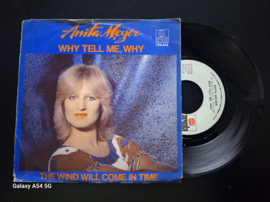 Anita Meyer
WHY TELL ME, WHY
THE WIND WILL COME IN TIME
Galaxy A54 5G